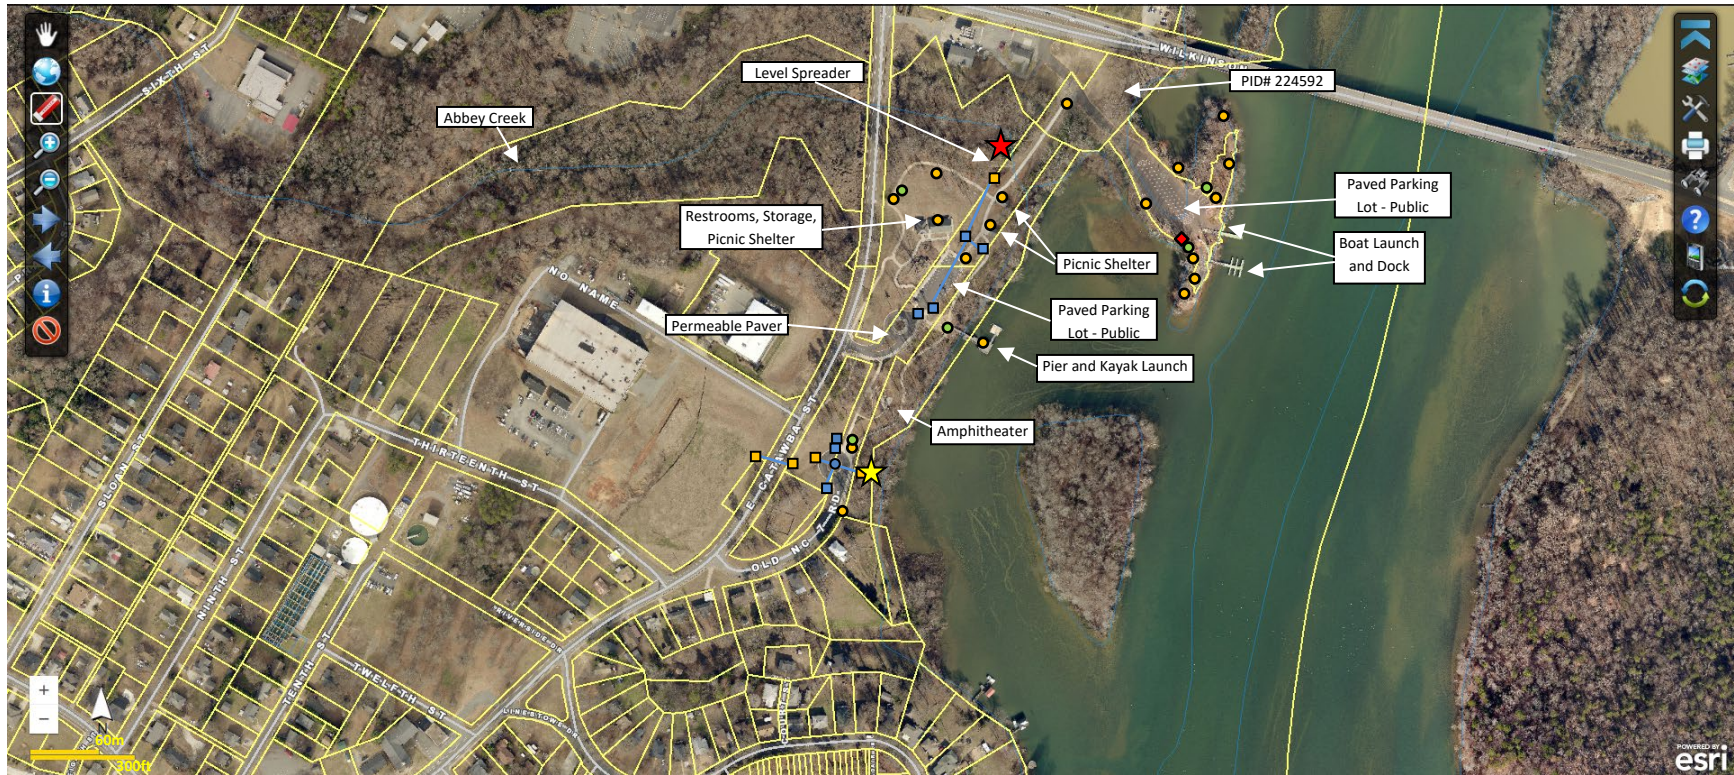 SIXTH ST
WILKINSON
Level Spreader
PID# 224592
Abbey Creek
Paved Parking
Lot - Public
Restrooms, Storage,
Picnic Shelter
Boat Launch
and Dock
Picnic Shelter
NO NAME
Paved Parking
Lot - Public
Permeable Paver
Pier and Kayak Launch
E CATAWBA ST
Amphitheater
THIRTEENTH ST
SLOAN ST
OLD NC 7 RD
NINTH ST
RIVERSIDE DR
TENTH ST
TWELFTH ST
LINESTOWE DR
+
−
60m
300ft
POWERED BY
esri